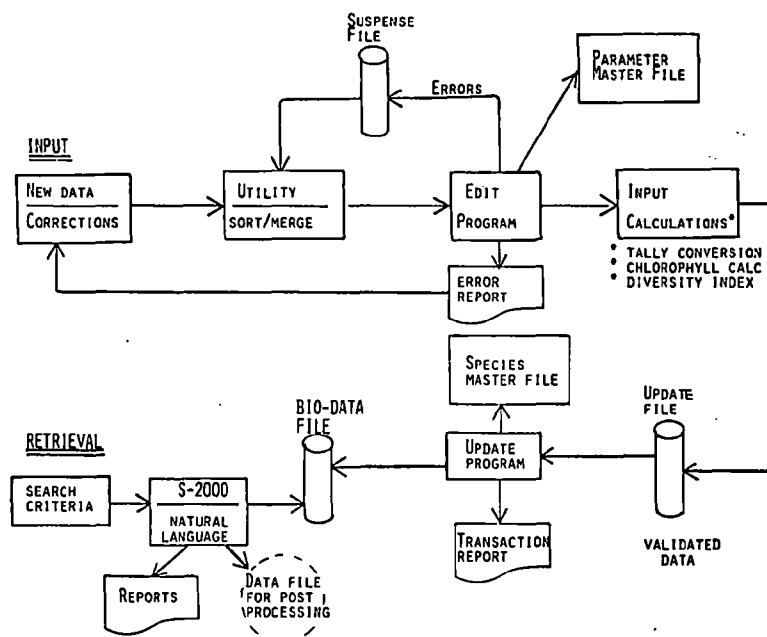 SUSPENSE
FILE
ERRORS
PARAMETER
MASTER FILE
INPUT
NEW DATA
CORRECTIONS
UTILITY
SORT/MERGE
EDIT
PROGRAM
INPUT
CALCULATIONS*
* TALLY CONVERSION
* CHLOROPHYLL CALC
* DIVERSITY INDEX
ERROR
REPORT
SPECIES
MASTER FILE
BIO-DATA
FILE
UPDATE
FILE
RETRIEVAL
SEARCH
CRITERIA
S-2000
NATURAL
LANGUAGE
UPDATE
PROGRAM
TRANSACTION
REPORT
VALIDATED
DATA
REPORTS
DATA FILE
FOR POST
PROCESSING